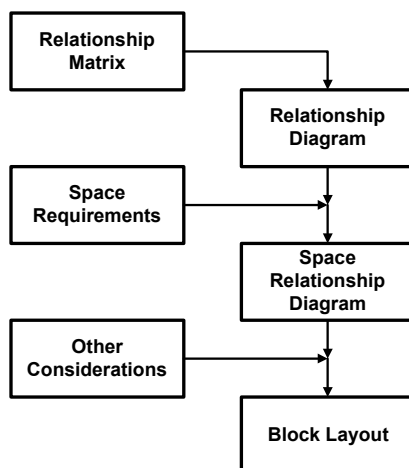 Relationship
Matrix
Relationship
Diagram
Space
Requirements
Space
Relationship
Diagram
Other
Considerations
Block Layout